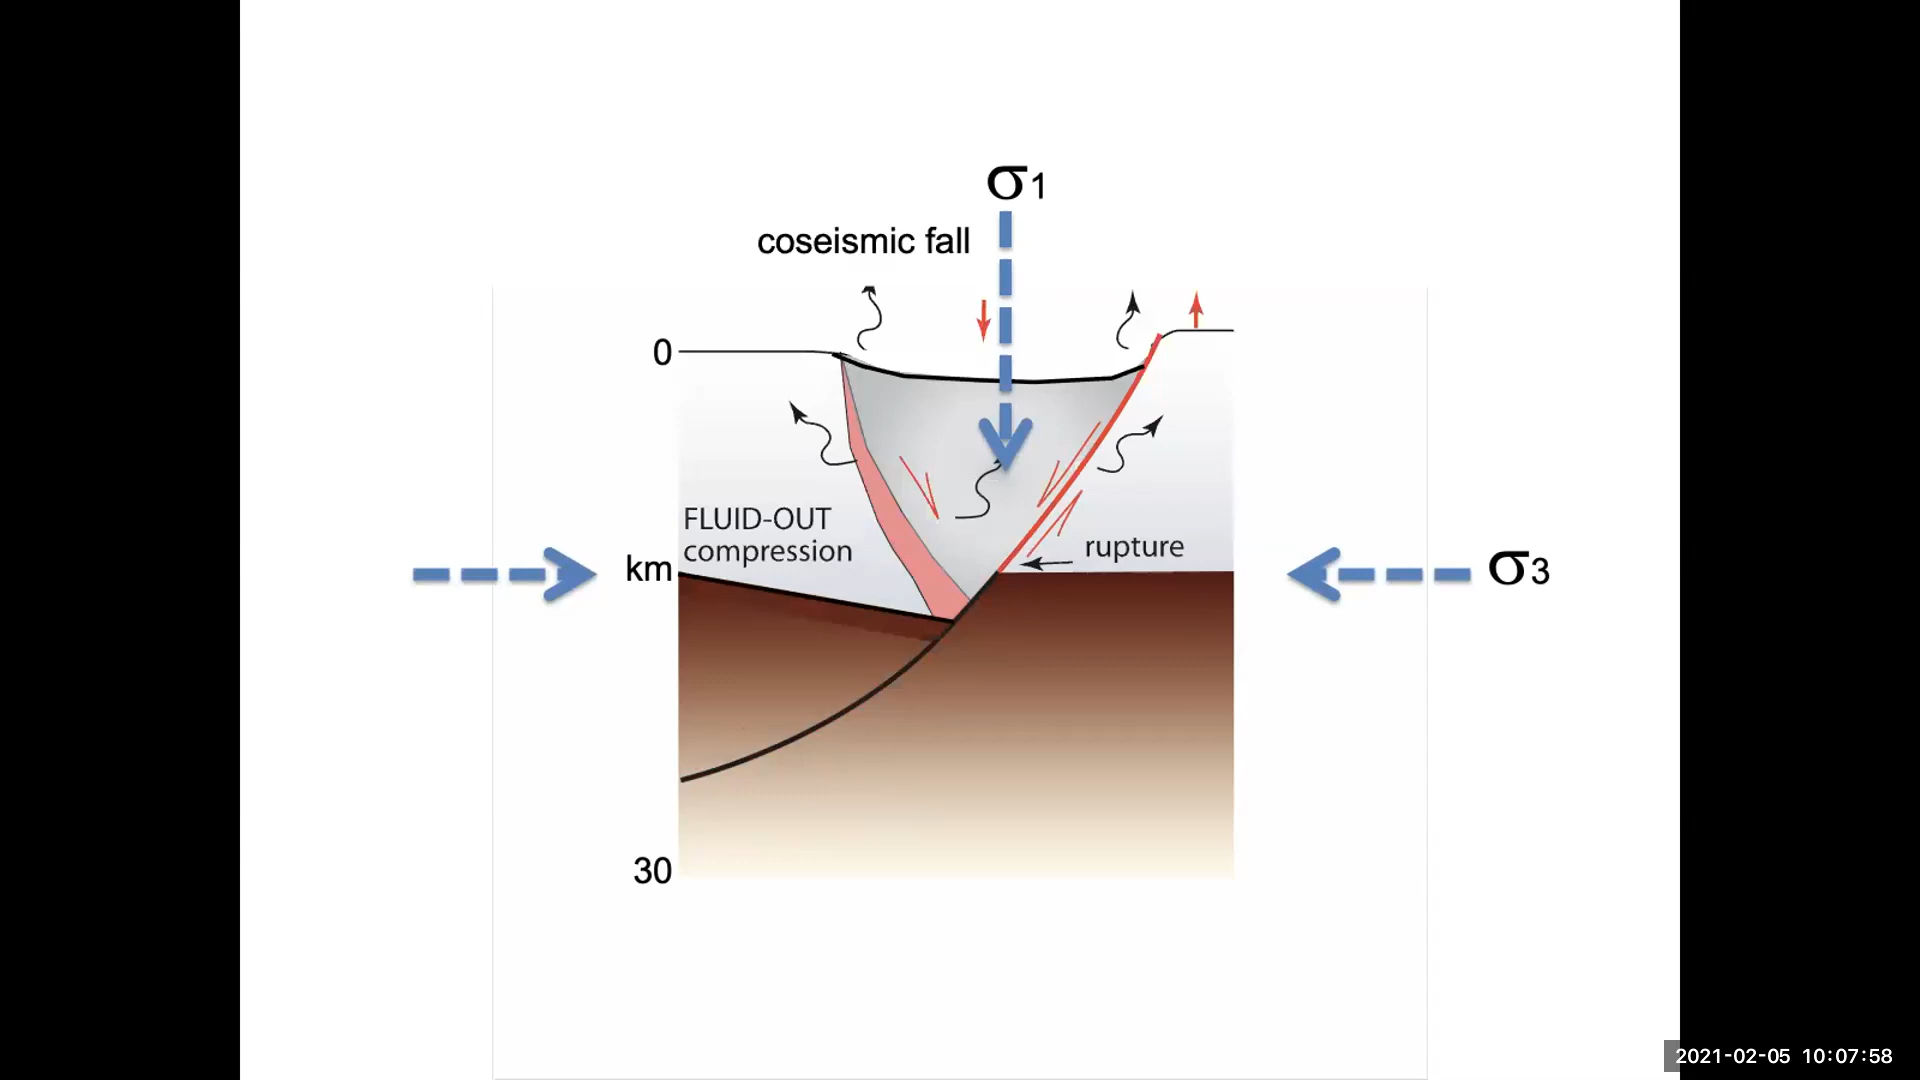 σ1
coseismic fall
0
FLUID-OUT
compression
rupture
km
σ3
30
2021-02-05 10:07:58